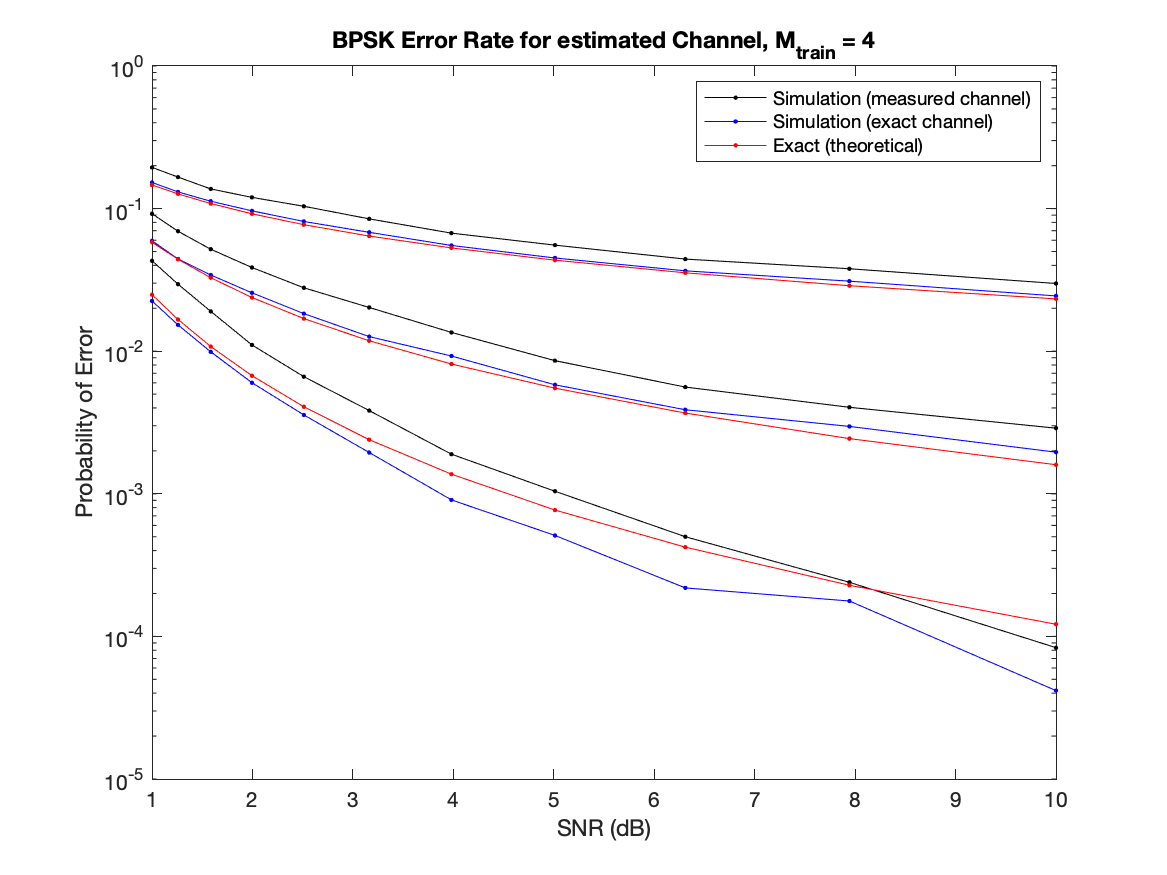 BPSK Error Rate for estimated Channel, M_train = 4
10^0
Simulation (measured channel)
Simulation (exact channel)
Exact (theoretical)
10^-1
10^-2
10^-3
10^-4
10^-5
Probability of Error
1 2 3 4 5 6 7 8 9 10
SNR (dB)